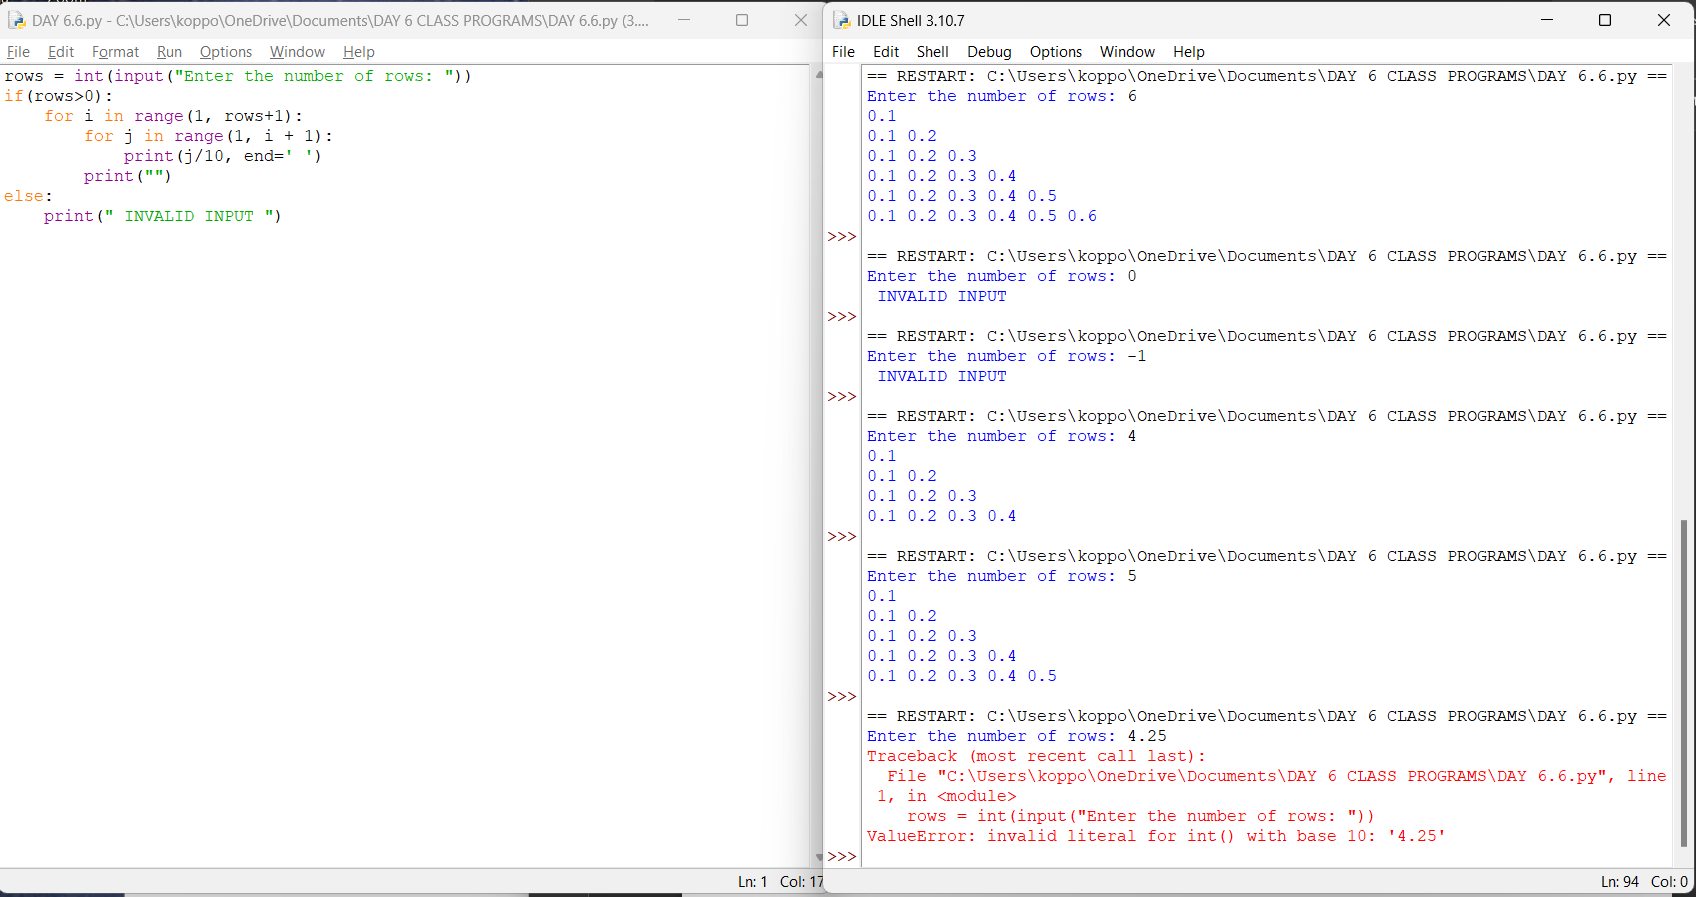 DAY 6.6.py - C:\Users\koppo\OneDrive\Documents\DAY 6 CLASS PROGRAMS\DAY 6.6.py (3....
File Edit Format Run Options Window Help
rows = int(input("Enter the number of rows: "))
if(rows>0):
    for i in range(1, rows+1):
        for j in range(1, i + 1):
            print(j/10, end=' ')
        print("")
else:
    print(" INVALID INPUT ")
Ln: 1 Col: 17
IDLE Shell 3.10.7
File Edit Shell Debug Options Window Help
== RESTART: C:\Users\koppo\OneDrive\Documents\DAY 6 CLASS PROGRAMS\DAY 6.6.py ==
Enter the number of rows: 6
0.1
0.1 0.2
0.1 0.2 0.3
0.1 0.2 0.3 0.4
0.1 0.2 0.3 0.4 0.5
0.1 0.2 0.3 0.4 0.5 0.6
>>>
== RESTART: C:\Users\koppo\OneDrive\Documents\DAY 6 CLASS PROGRAMS\DAY 6.6.py ==
Enter the number of rows: 0
 INVALID INPUT
>>>
== RESTART: C:\Users\koppo\OneDrive\Documents\DAY 6 CLASS PROGRAMS\DAY 6.6.py ==
Enter the number of rows: -1
 INVALID INPUT
>>>
== RESTART: C:\Users\koppo\OneDrive\Documents\DAY 6 CLASS PROGRAMS\DAY 6.6.py ==
Enter the number of rows: 4
0.1
0.1 0.2
0.1 0.2 0.3
0.1 0.2 0.3 0.4
>>>
== RESTART: C:\Users\koppo\OneDrive\Documents\DAY 6 CLASS PROGRAMS\DAY 6.6.py ==
Enter the number of rows: 5
0.1
0.1 0.2
0.1 0.2 0.3
0.1 0.2 0.3 0.4
0.1 0.2 0.3 0.4 0.5
>>>
== RESTART: C:\Users\koppo\OneDrive\Documents\DAY 6 CLASS PROGRAMS\DAY 6.6.py ==
Enter the number of rows: 4.25
Traceback (most recent call last):
  File "C:\Users\koppo\OneDrive\Documents\DAY 6 CLASS PROGRAMS\DAY 6.6.py", line
 1, in <module>
    rows = int(input("Enter the number of rows: "))
ValueError: invalid literal for int() with base 10: '4.25'
>>>
Ln: 94 Col: 0